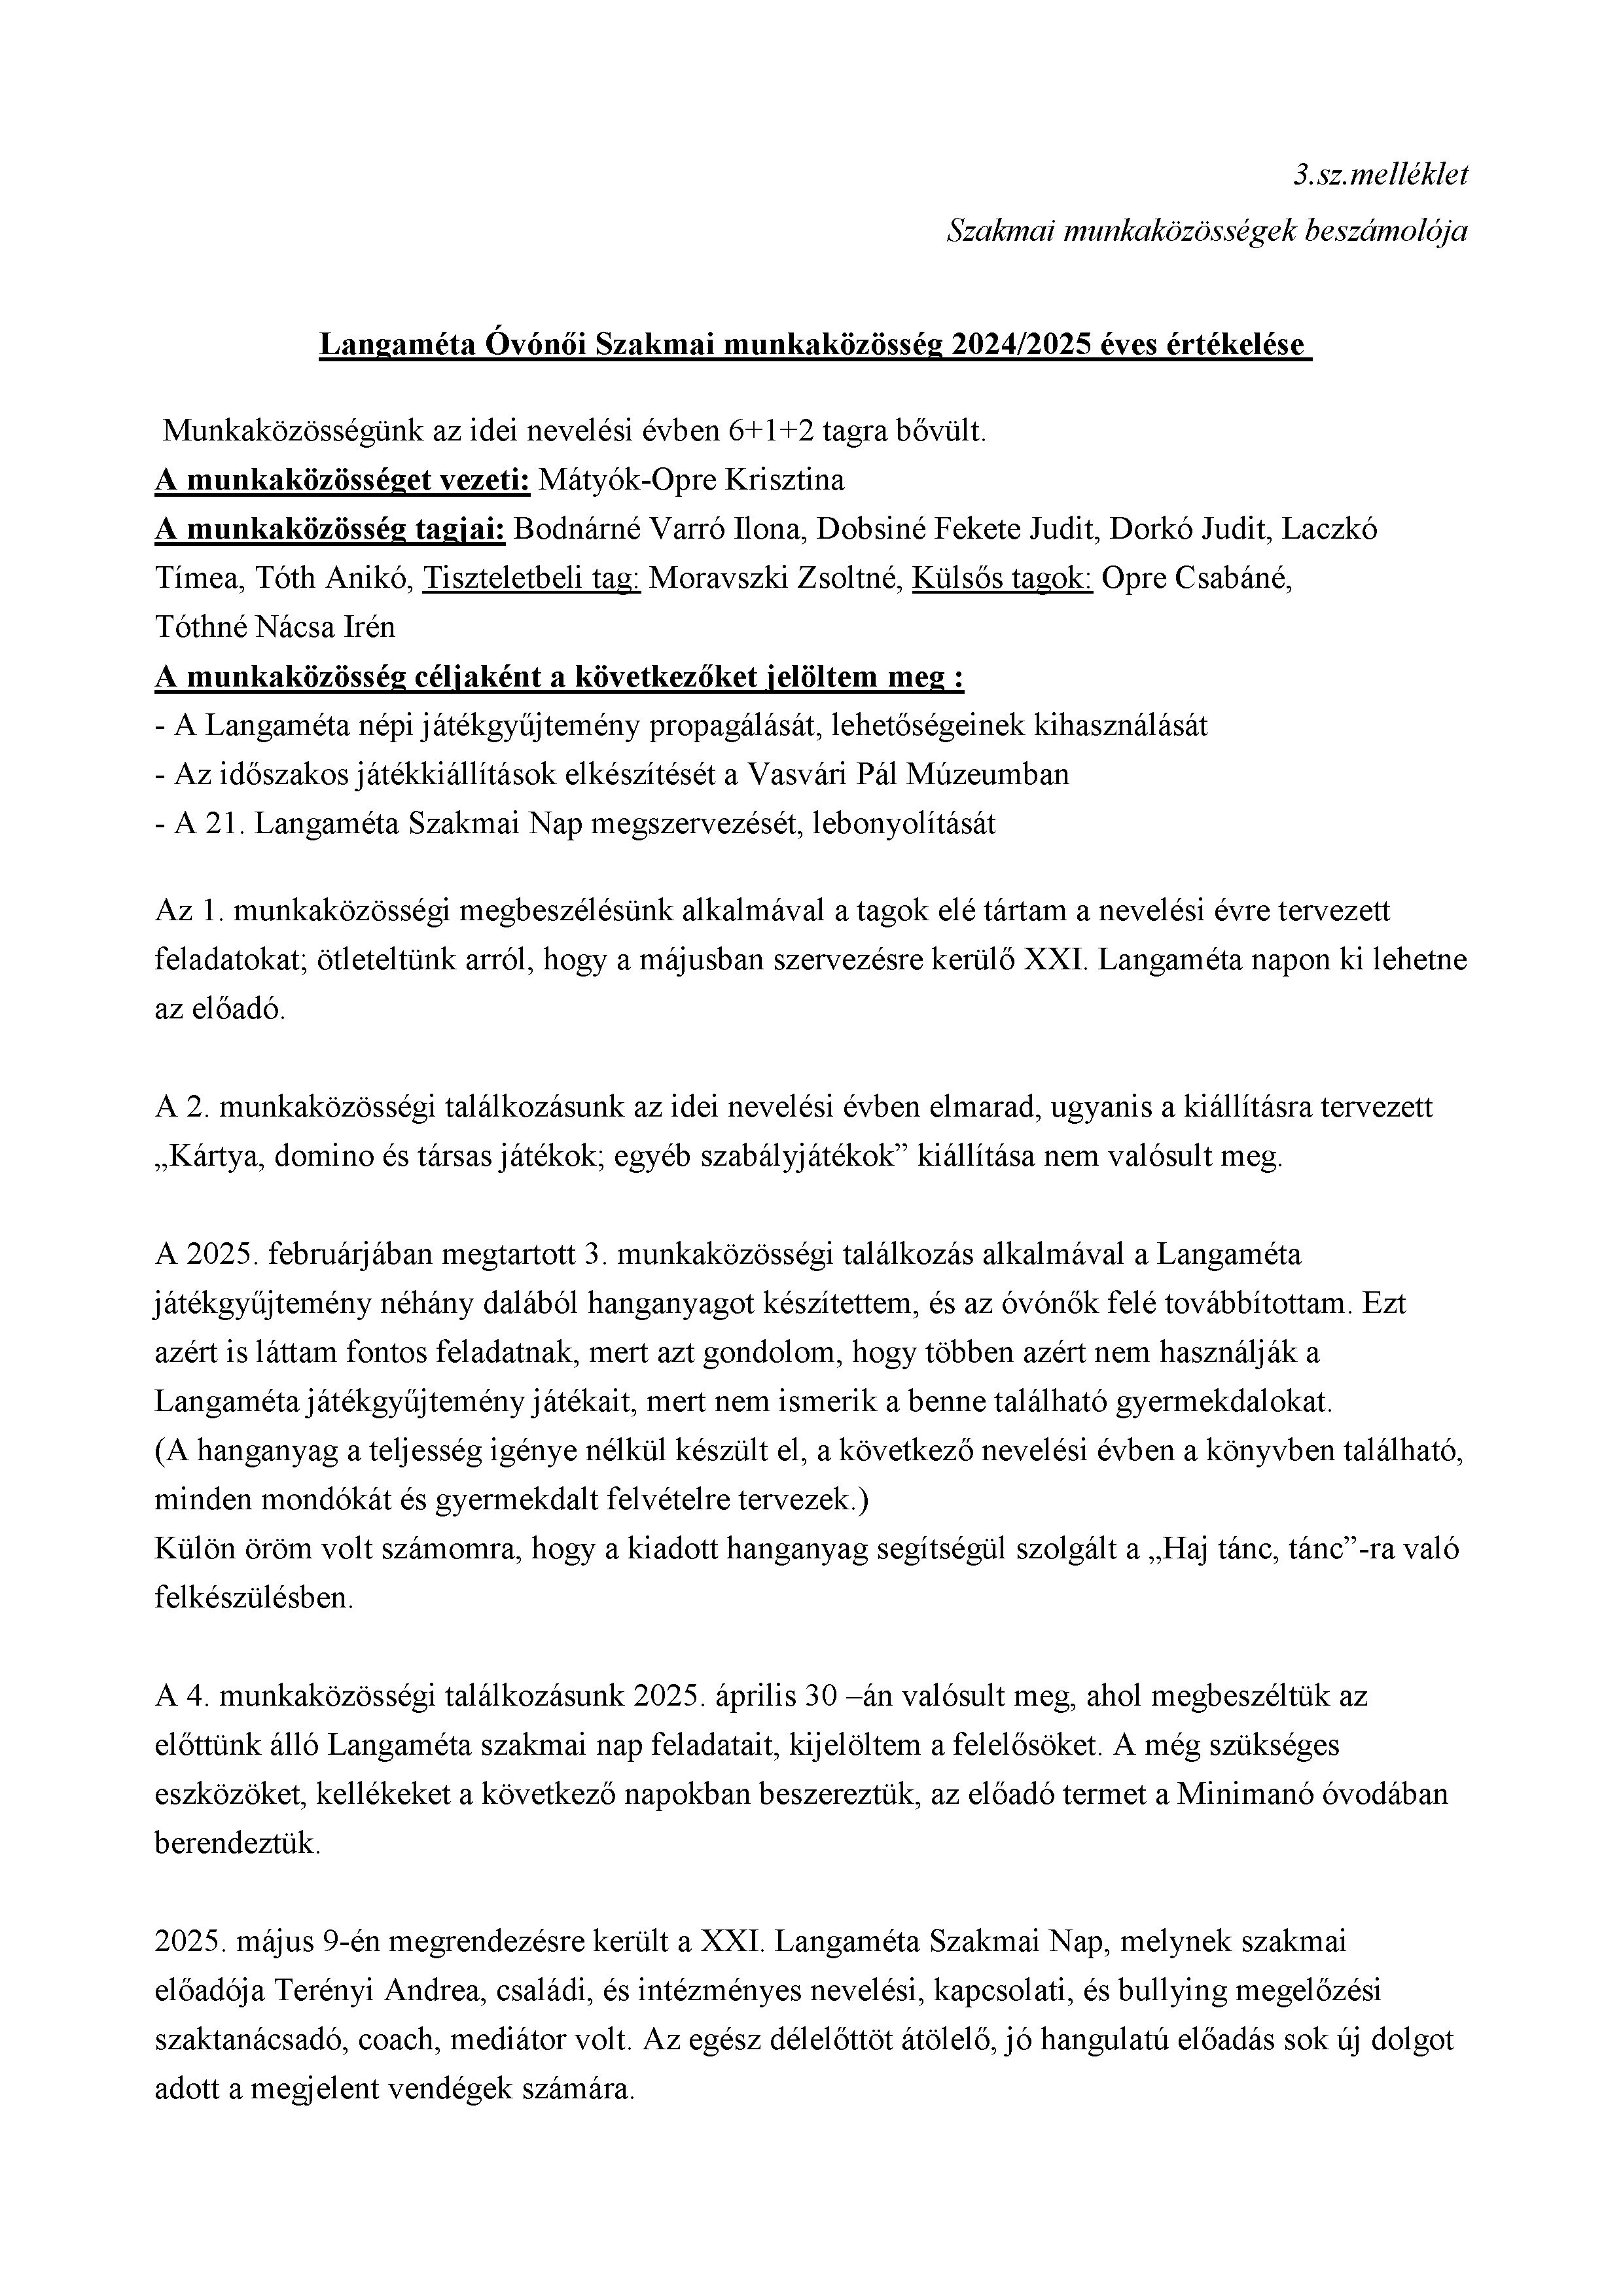 3.sz.melléklet
Szakmai munkaközösségek beszámolója
Langaméta Óvónői Szakmai munkaközösség 2024/2025 éves értékelése
Munkaközösségünk az idei nevelési évben 6+1+2 tagra bővült.
A munkaközösséget vezeti: Mátyók-Opre Krisztina
A munkaközösség tagjai: Bodnárné Varró Ilona, Dobsiné Fekete Judit, Dorkó Judit, Laczkó
Tímea, Tóth Anikó, Tiszteletbeli tag: Moravszki Zsoltné, Külsős tagok: Opre Csabáné,
Tóthné Nácsa Irén
A munkaközösség céljaként a következőket jelöltem meg :
- A Langaméta népi játékgyűjtemény propagálását, lehetőségeinek kihasználását
- Az időszakos játékkiállítások elkészítését a Vasvári Pál Múzeumban
- A 21. Langaméta Szakmai Nap megszervezését, lebonyolítását
Az 1. munkaközösségi megbeszélésünk alkalmával a tagok elé tártam a nevelési évre tervezett
feladatokat; ötleteltünk arról, hogy a májusban szervezésre kerülő XXI. Langaméta napon ki lehetne
az előadó.
A 2. munkaközösségi találkozásunk az idei nevelési évben elmarad, ugyanis a kiállításra tervezett
„Kártya, domino és társas játékok; egyéb szabályjátékok” kiállítása nem valósult meg.
A 2025. februárjában megtartott 3. munkaközösségi találkozás alkalmával a Langaméta
játékgyűjtemény néhány dalából hanganyagot készítettem, és az óvónők felé továbbítottam. Ezt
azért is láttam fontos feladatnak, mert azt gondolom, hogy többen azért nem használják a
Langaméta játékgyűjtemény játékait, mert nem ismerik a benne található gyermekdalokat.
(A hanganyag a teljesség igénye nélkül készült el, a következő nevelési évben a könyvben található,
minden mondókát és gyermekdalt felvételre tervezek.)
Külön öröm volt számomra, hogy a kiadott hanganyag segítségül szolgált a „Haj tánc, tánc”-ra való
felkészülésben.
A 4. munkaközösségi találkozásunk 2025. április 30 –án valósult meg, ahol megbeszéltük az
előttünk álló Langaméta szakmai nap feladatait, kijelöltem a felelősöket. A még szükséges
eszközöket, kellékeket a következő napokban beszereztük, az előadó termet a Minimanó óvodában
berendeztük.
2025. május 9-én megrendezésre került a XXI. Langaméta Szakmai Nap, melynek szakmai
előadója Terényi Andrea, családi, és intézményes nevelési, kapcsolati, és bullying megelőzési
szaktanácsadó, coach, mediátor volt. Az egész délelőttöt átölelő, jó hangulatú előadás sok új dolgot
adott a megjelent vendégek számára.